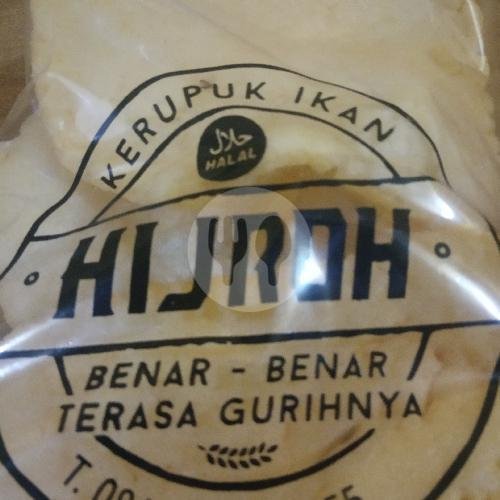 KERUPUK IKAN
حلال
HALAL
HIJROH
BENAR - BENAR
TERASA GURIHNYA